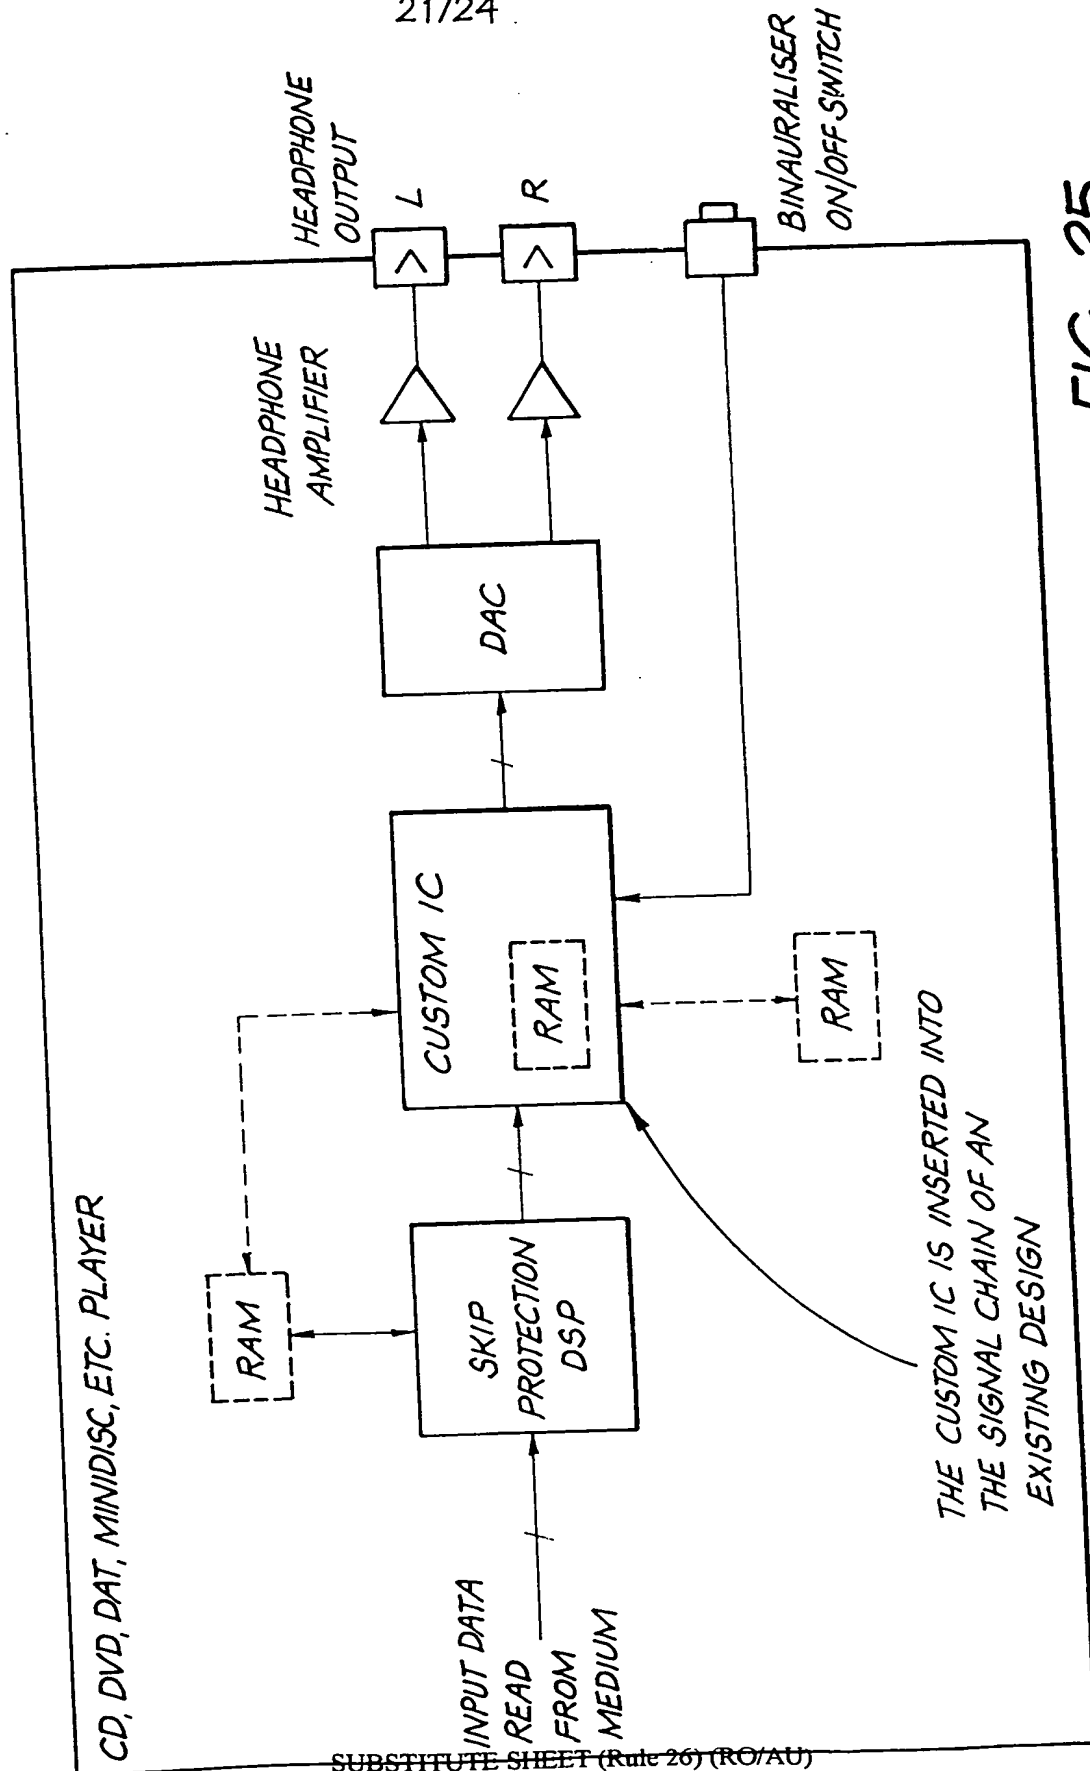 21/24
CD, DVD, DAT, MINIDISC, ETC. PLAYER
INPUT DATA
READ
FROM
MEDIUM
RAM
SKIP
PROTECTION
DSP
CUSTOM IC
RAM
RAM
DAC
HEADPHONE
AMPLIFIER
HEADPHONE
OUTPUT
L
R
BINAURALISER
ON/OFF SWITCH
THE CUSTOM IC IS INSERTED INTO
THE SIGNAL CHAIN OF AN
EXISTING DESIGN
FIG. 25
SUBSTITUTE SHEET (Rule 26) (RO/AU)